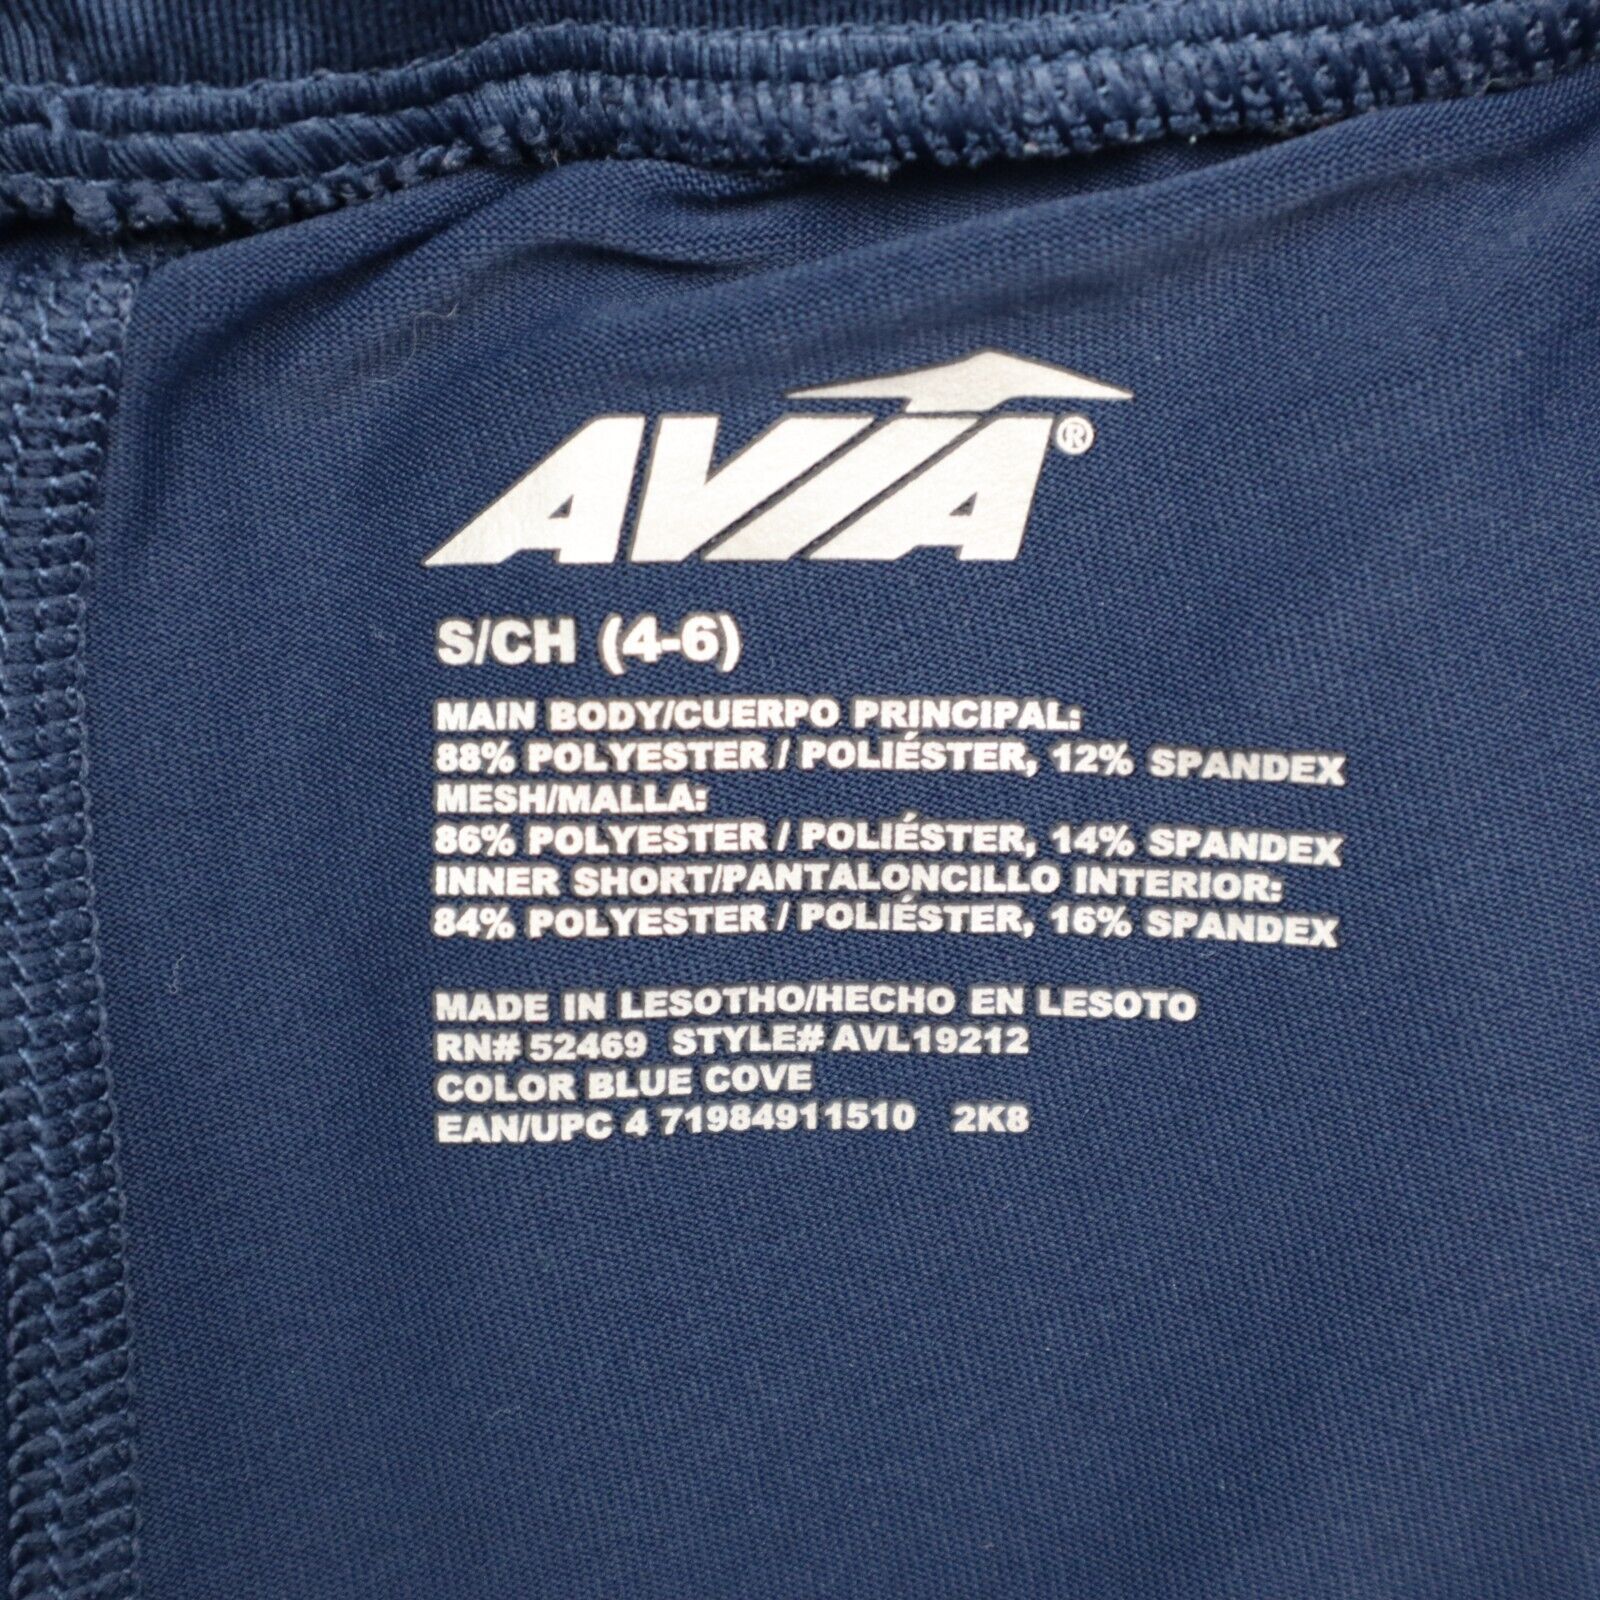 AVIA®
S/CH (4-6)
MAIN BODY/CUERPO PRINCIPAL:
88% POLYESTER / POLIÉSTER, 12% SPANDEX
MESH/MALLA:
86% POLYESTER / POLIÉSTER, 14% SPANDEX
INNER SHORT/PANTALONCILLO INTERIOR:
84% POLYESTER / POLIÉSTER, 16% SPANDEX
MADE IN LESOTHO/HECHO EN LESOTO
RN# 52469 STYLE# AVL19212
COLOR BLUE COVE
EAN/UPC 4 71984911510 2K8